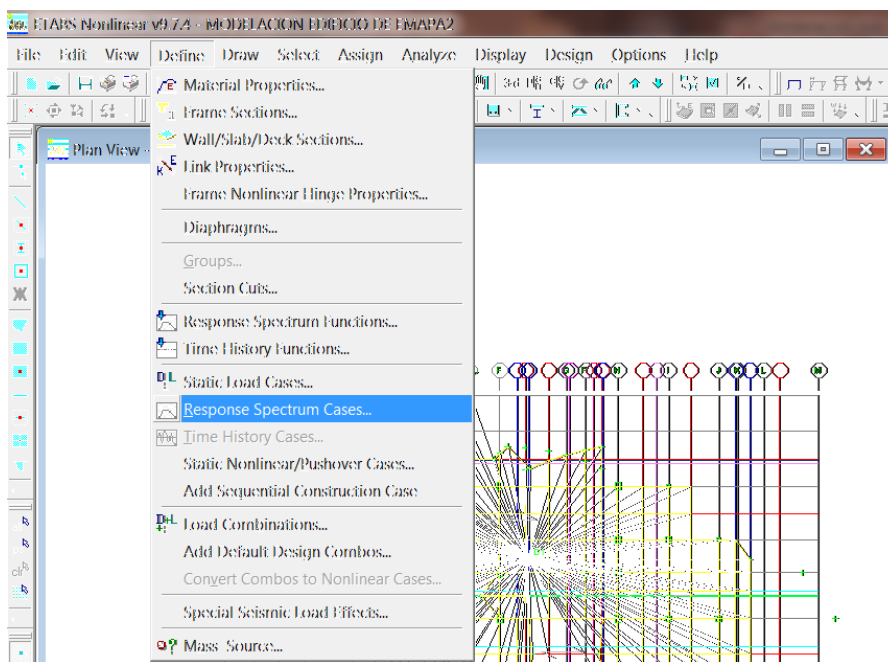 ETABS Nonlinear v9.7.4 - MODELACION EDIFICIO DE EMAPA2
File Edit View Define Draw Select Assign Analyze Display Design Options Help
3-d
Plan View -
Material Properties...
Frame Sections...
Wall/Slab/Deck Sections...
Link Properties...
Frame Nonlinear Hinge Properties...
Diaphragms...
Groups...
Section Cuts...
Response Spectrum Functions...
Time History Functions...
Static Load Cases...
Response Spectrum Cases...
Time History Cases...
Static Nonlinear/Pushover Cases...
Add Sequential Construction Case
Load Combinations...
Add Default Design Combos...
Convert Combos to Nonlinear Cases...
Special Seismic Load Effects...
Mass Source...
F G H I J K L M